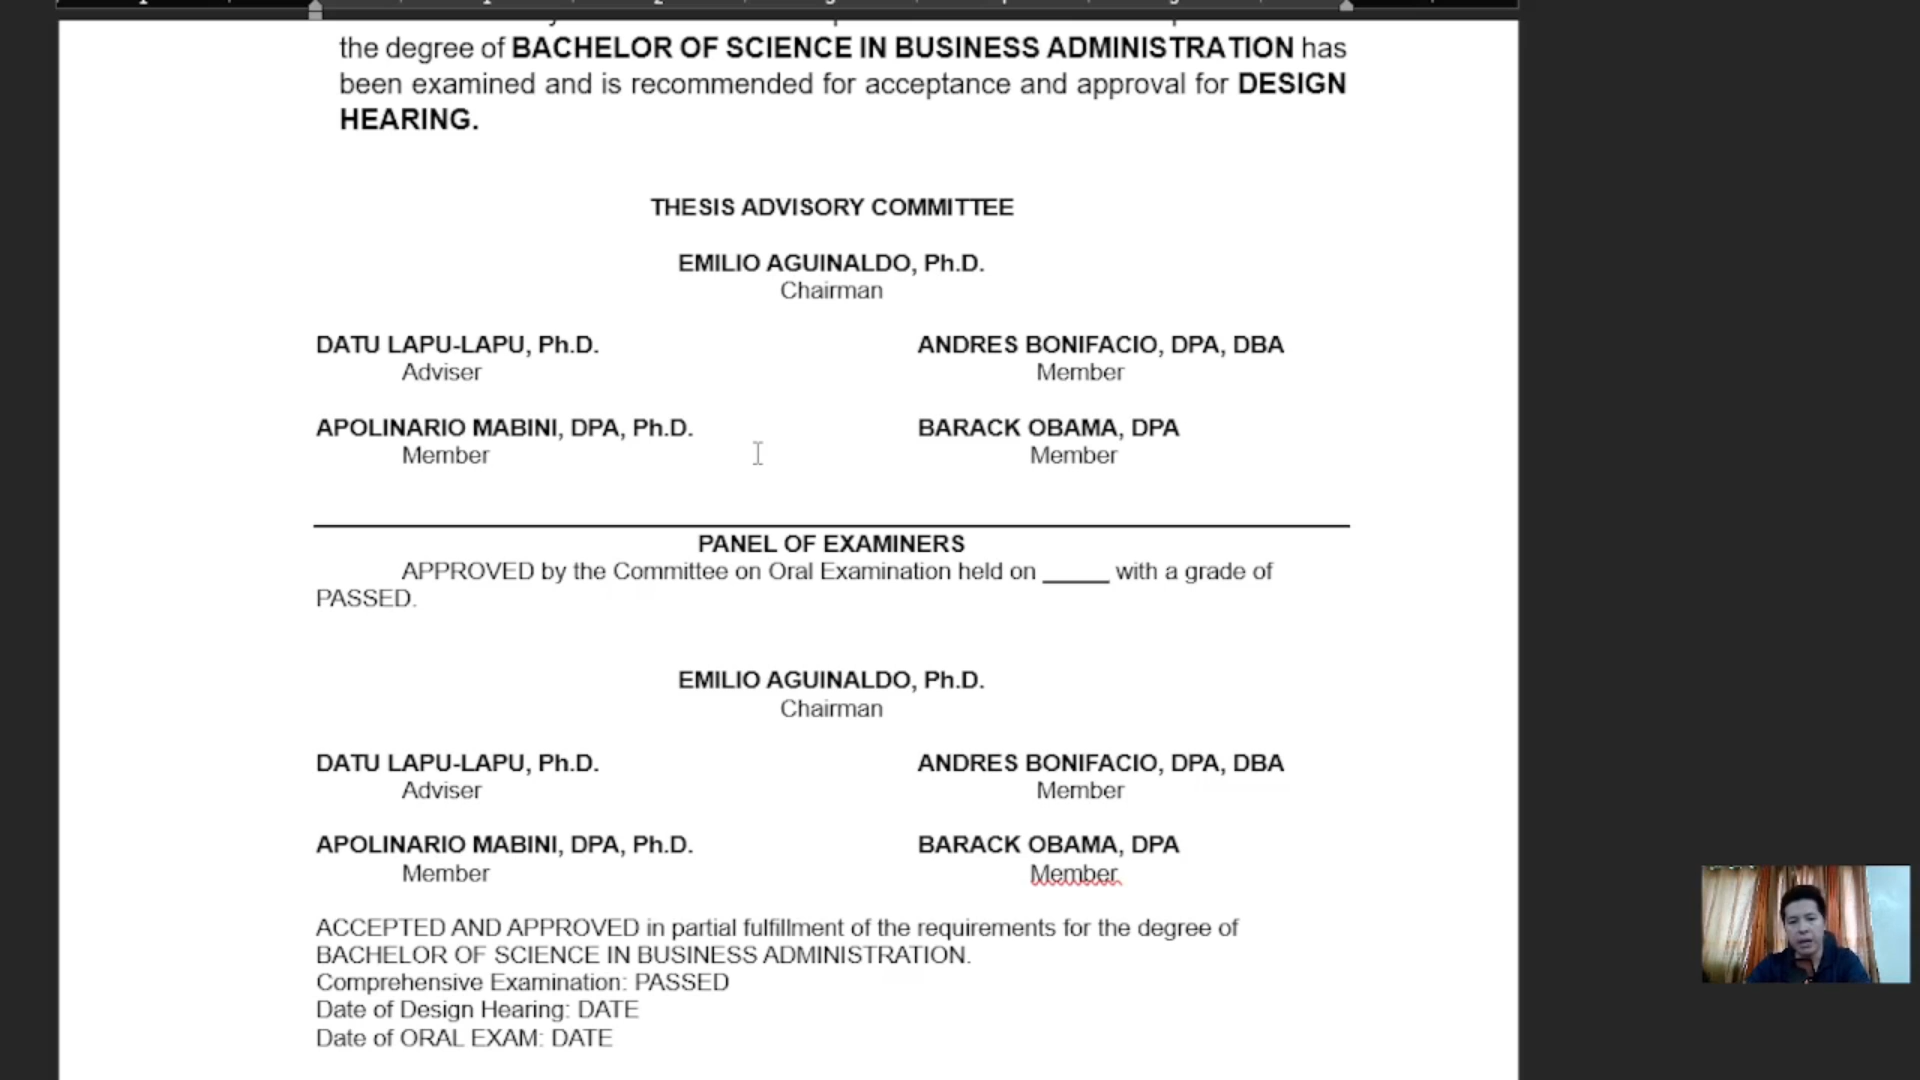 the degree of BACHELOR OF SCIENCE IN BUSINESS ADMINISTRATION has
been examined and is recommended for acceptance and approval for DESIGN
HEARING.
THESIS ADVISORY COMMITTEE
EMILIO AGUINALDO, Ph.D.
Chairman
DATU LAPU-LAPU, Ph.D. ANDRES BONIFACIO, DPA, DBA
Adviser Member
APOLINARIO MABINI, DPA, Ph.D. BARACK OBAMA, DPA
Member Member
PANEL OF EXAMINERS
APPROVED by the Committee on Oral Examination held on _____ with a grade of
PASSED.
EMILIO AGUINALDO, Ph.D.
Chairman
DATU LAPU-LAPU, Ph.D. ANDRES BONIFACIO, DPA, DBA
Adviser Member
APOLINARIO MABINI, DPA, Ph.D. BARACK OBAMA, DPA
Member Member
ACCEPTED AND APPROVED in partial fulfillment of the requirements for the degree of
BACHELOR OF SCIENCE IN BUSINESS ADMINISTRATION.
Comprehensive Examination: PASSED
Date of Design Hearing: DATE
Date of ORAL EXAM: DATE